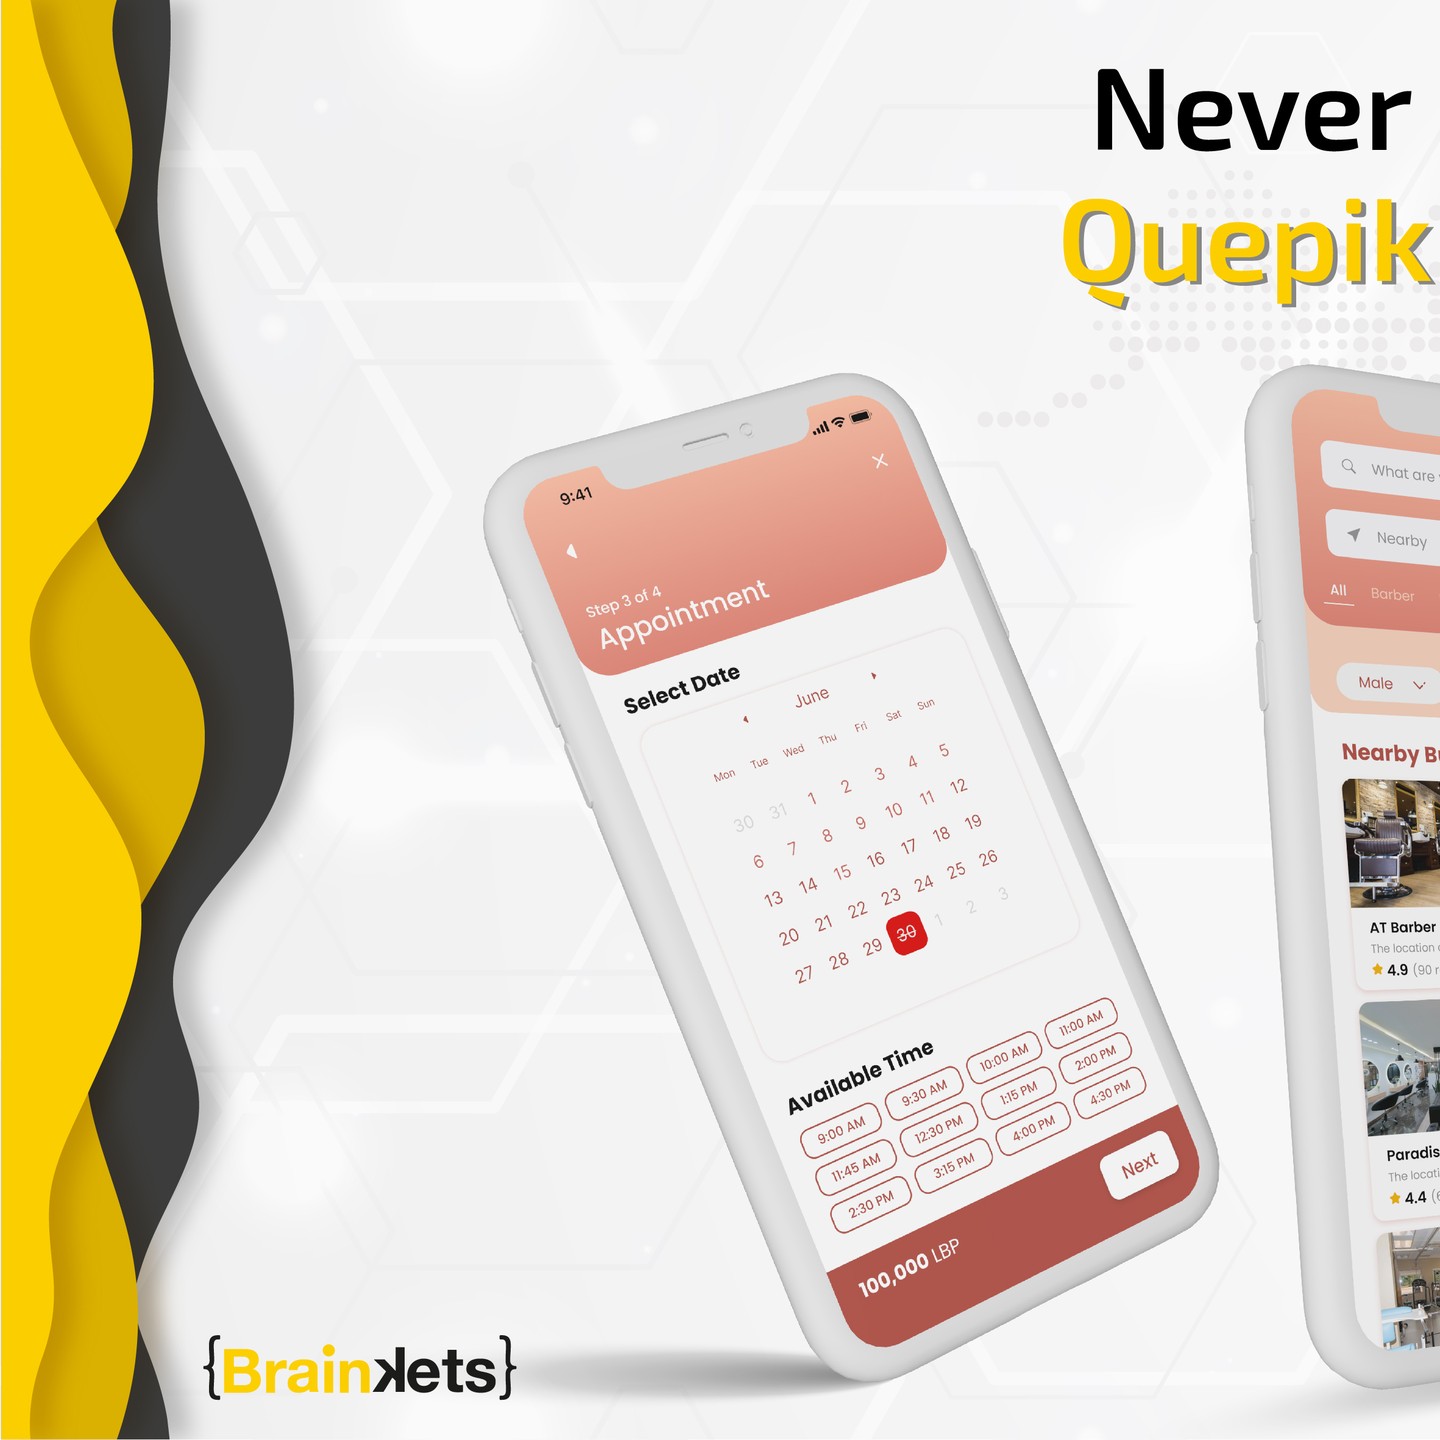 Never
Quepik
9:41
Step 3 of 4
Appointment
Select Date
June
Mon Tue Wed Thu Fri Sat Sun
30 31 1 2 3 4 5
6 7 8 9 10 11 12
13 14 15 16 17 18 19
20 21 22 23 24 25 26
27 28 29 30 1 2 3
Available Time
9:00 AM 9:30 AM 10:00 AM 11:00 AM
11:45 AM 12:30 PM 1:15 PM 2:00 PM
2:30 PM 3:15 PM 4:00 PM 4:30 PM
100,000 LBP
Next
What are
Nearby
All Barber
Male
Nearby
AT Barber
The location
4.9 (90
Paradis
The locati
4.4
{Brainkets}